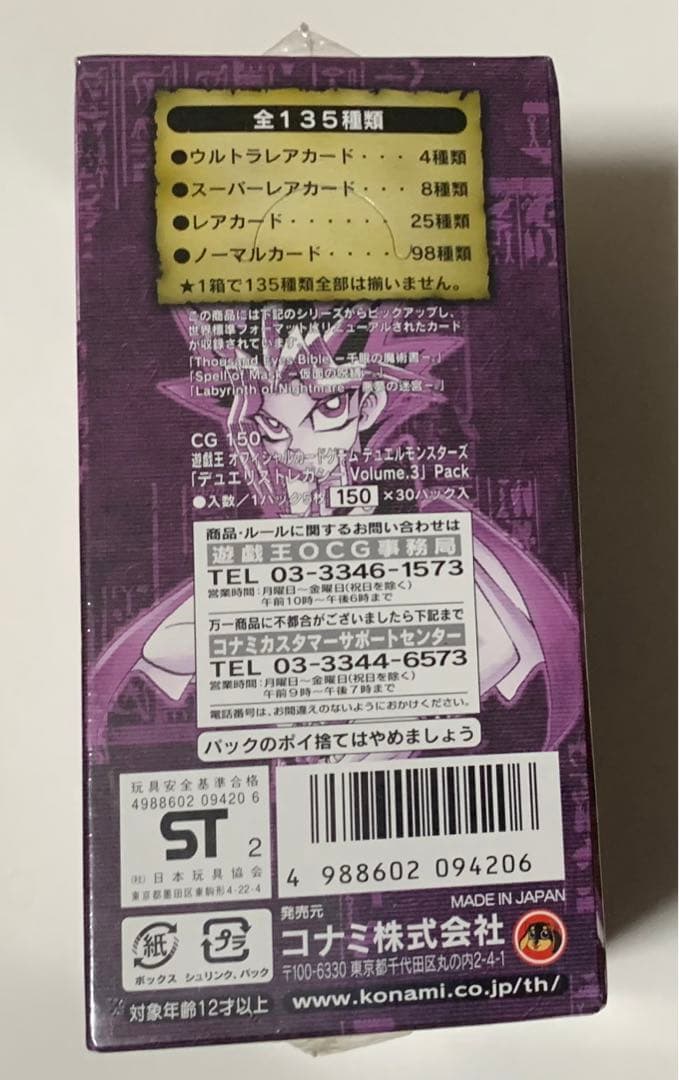 全135種類
●ウルトラレアカード・・・ 4種類
●スーパーレアカード・・・ 8種類
●レアカード・・・・・・ 25種類
●ノーマルカード・・・・ 98種類
★1箱で135種類全部は揃いません。
この商品には下記のシリーズからピックアップし、
世界標準フォーマットにリニューアルされたカード
が収録されています。
「Thousand Eyes Bible －千眼の魔術書－」
「Spell of Mask －仮面の呪縛－」
「Labyrinth of Nightmare －悪夢の迷宮－」
CG 150
遊戯王 オフィシャルカードゲーム デュエルモンスターズ
「デュエリストレガシー Volume.3」 Pack
●入数/1パック5枚 150 ×30パック入
商品・ルールに関するお問い合わせは
遊戯王OCG事務局
TEL 03-3346-1573
営業時間:月曜日～金曜日(祝日を除く)
午前10時～午後6時まで
万一商品に不都合がございましたら下記まで
コナミカスタマーサポートセンター
TEL 03-3344-6573
営業時間:月曜日～金曜日(祝日を除く)
午前9時～午後7時まで
電話番号は、お間違えのないようにおかけください。
パックのポイ捨てはやめましょう
玩具安全基準合格
4988602 09420 6
ST 2
(社)日本玩具協会
東京都墨田区東駒形4-22-4
4 988602 094206
MADE IN JAPAN
紙
ボックス
プラ
シュリンク、パック
発売元
コナミ株式会社
〒100-6330 東京都千代田区丸の内2-4-1
対象年齢12才以上
www.konami.co.jp/th/